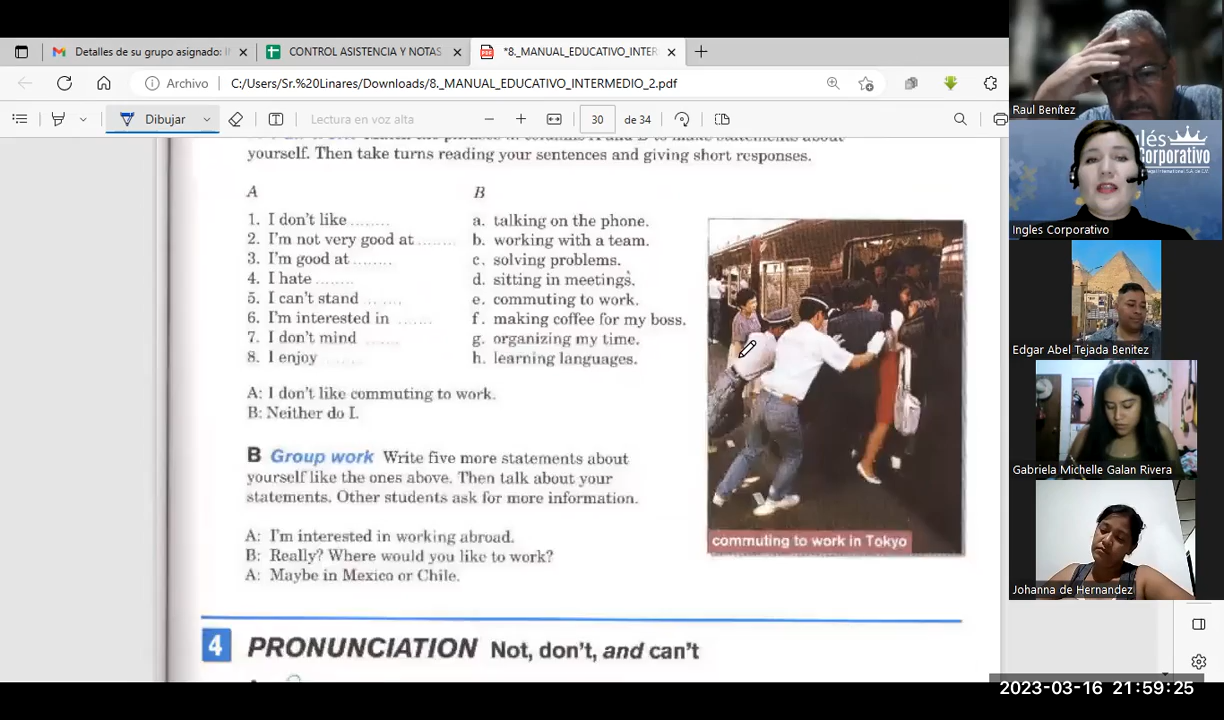 Detalles de su grupo asignado: I
CONTROL ASISTENCIA Y NOTAS
*8._MANUAL_EDUCATIVO_INTER
Archivo
C:/Users/Sr.%20Linares/Downloads/8._MANUAL_EDUCATIVO_INTERMEDIO_2.pdf
Dibujar
Lectura en voz alta
30
de 34
yourself. Then take turns reading your sentences and giving short responses.
A
B
1. I don't like ........
2. I'm not very good at ........
3. I'm good at ........
4. I hate ........
5. I can't stand ........
6. I'm interested in ........
7. I don't mind ........
8. I enjoy ........
a. talking on the phone.
b. working with a team.
c. solving problems.
d. sitting in meetings.
e. commuting to work.
f. making coffee for my boss.
g. organizing my time.
h. learning languages.
A: I don't like commuting to work.
B: Neither do I.
B Group work Write five more statements about
yourself like the ones above. Then talk about your
statements. Other students ask for more information.
A: I'm interested in working abroad.
B: Really? Where would you like to work?
A: Maybe in Mexico or Chile.
commuting to work in Tokyo
4 PRONUNCIATION Not, don't, and can't
Raul Benítez
glés
Corporativo
Ingles Corporativo
Edgar Abel Tejada Benitez
Gabriela Michelle Galan Rivera
Johanna de Hernandez
2023-03-16 21:59:25